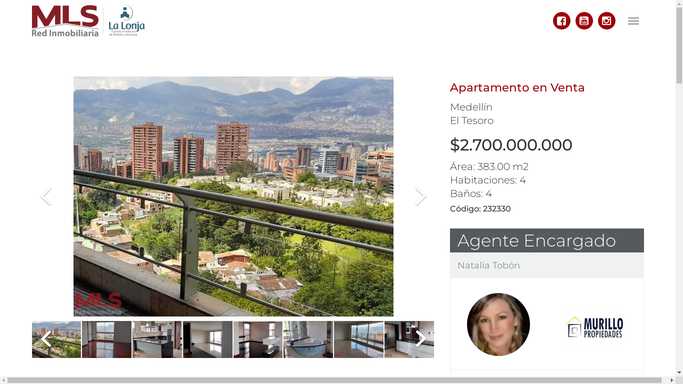 MLS
Red Inmobiliaria
La Lonja
Apartamento en Venta
Medellín
El Tesoro
$2.700.000.000
Área: 383.00 m2
Habitaciones: 4
Baños: 4
Código: 232330
MLS
Agente Encargado
Natalia Tobón
MURILLO
PROPIEDADES